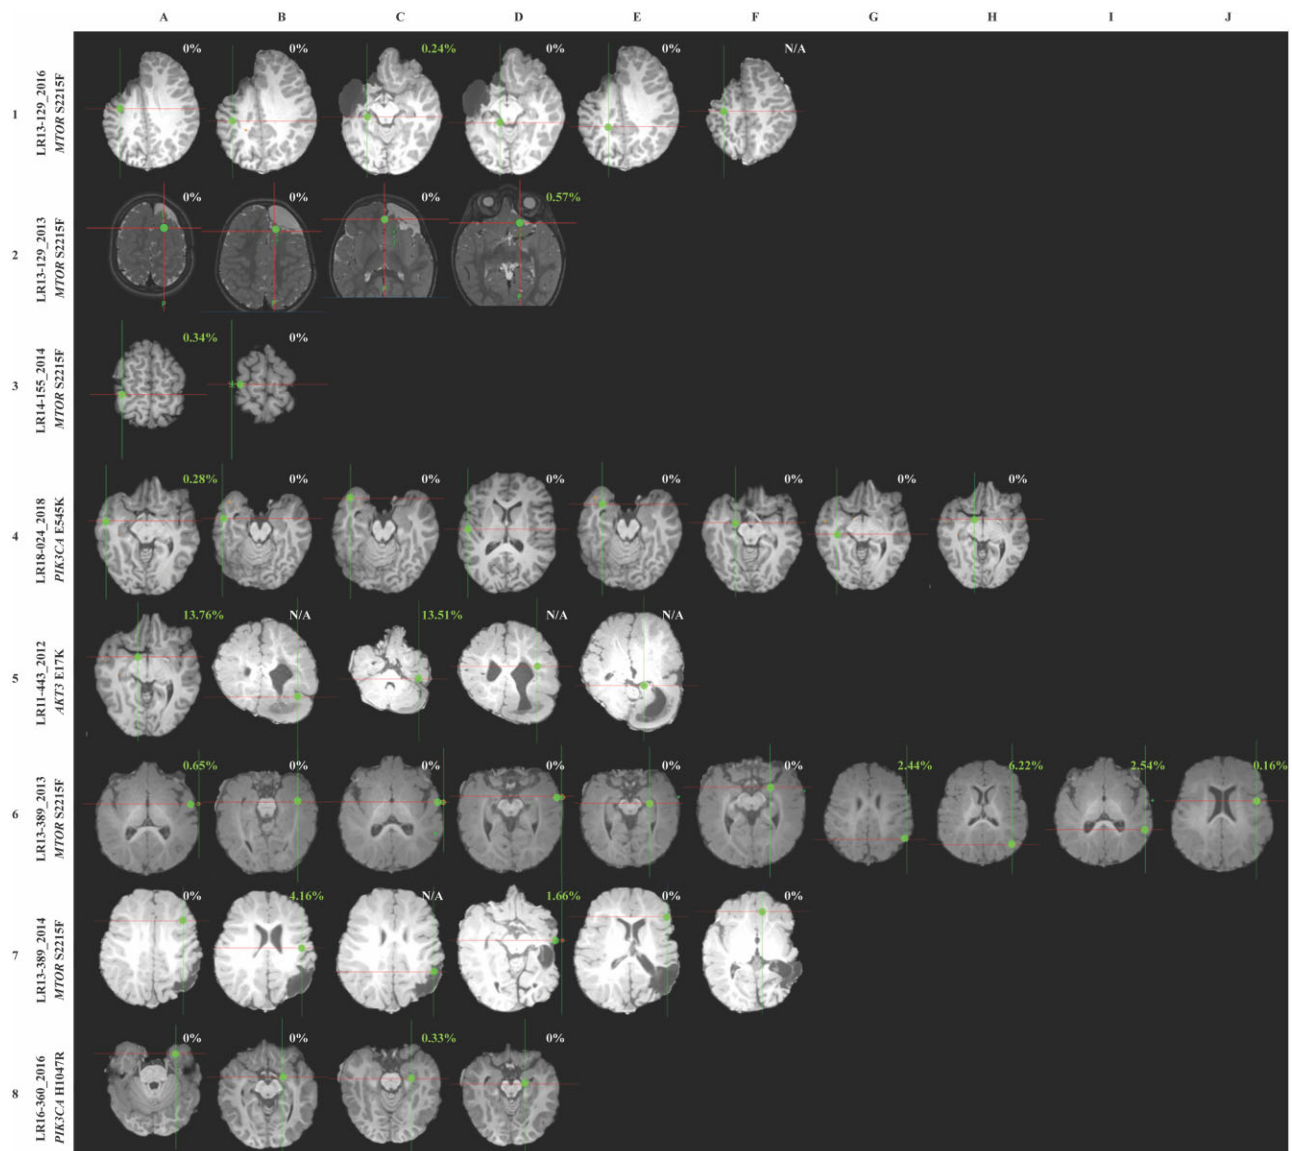 A B C D E F G H I J
1 LR13-129_2016 0% 0% 0.24% 0% 0% N/A
MTOR S2215F
2 LR13-129_2013 0% 0% 0% 0.57%
MTOR S2215F
3 LR14-155_2014 0.34% 0%
MTOR S2215F
4 LR18-024_2018 0.28% 0% 0% 0% 0% 0% 0% 0%
PIK3CA E545K
5 LR11-443_2012 13.76% N/A 13.51% N/A N/A
AKT3 E17K
6 LR13-389_2013 0.65% 0% 0% 0% 0% 0% 2.44% 6.22% 2.54% 0.16%
MTOR S2215F
7 LR13-389_2014 0% 4.16% N/A 1.66% 0% 0%
MTOR S2215F
8 LR16-360_2016 0% 0% 0.33% 0%
PIK3CA H1047R